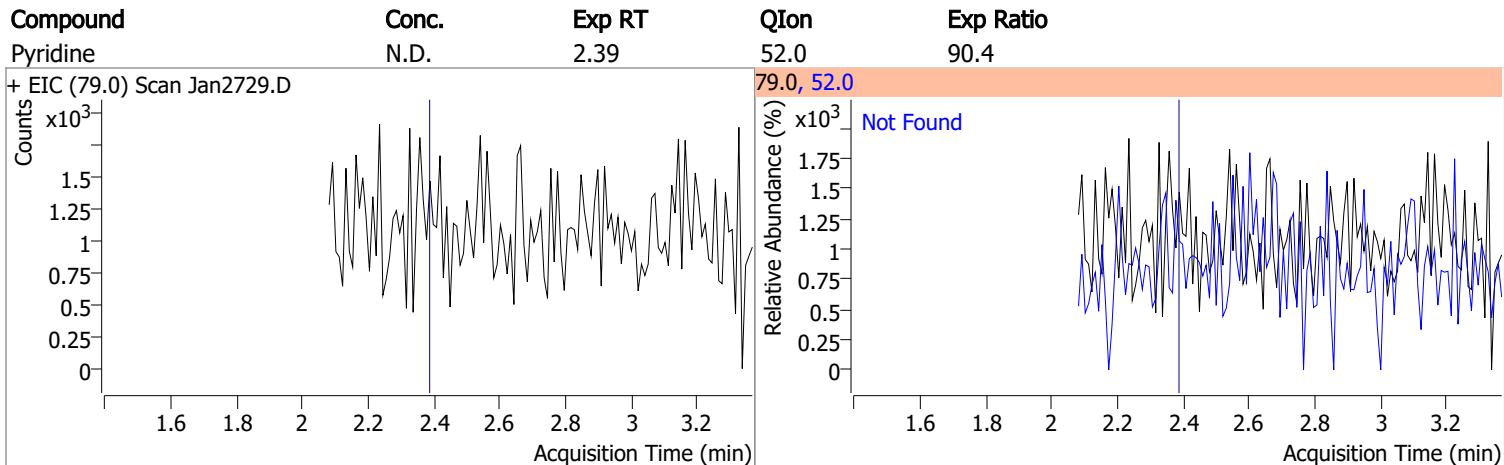 Compound Conc. Exp RT QIon Exp Ratio
Pyridine N.D. 2.39 52.0 90.4
+ EIC (79.0) Scan Jan2729.D
Counts
x10³
1.5
1.25
1
0.75
0.5
0.25
0
1.6 1.8 2 2.2 2.4 2.6 2.8 3 3.2
Acquisition Time (min)
79.0, 52.0
Relative Abundance (%)
x10³
Not Found
1.75
1.5
1.25
1
0.75
0.5
0.25
0
1.6 1.8 2 2.2 2.4 2.6 2.8 3 3.2
Acquisition Time (min)